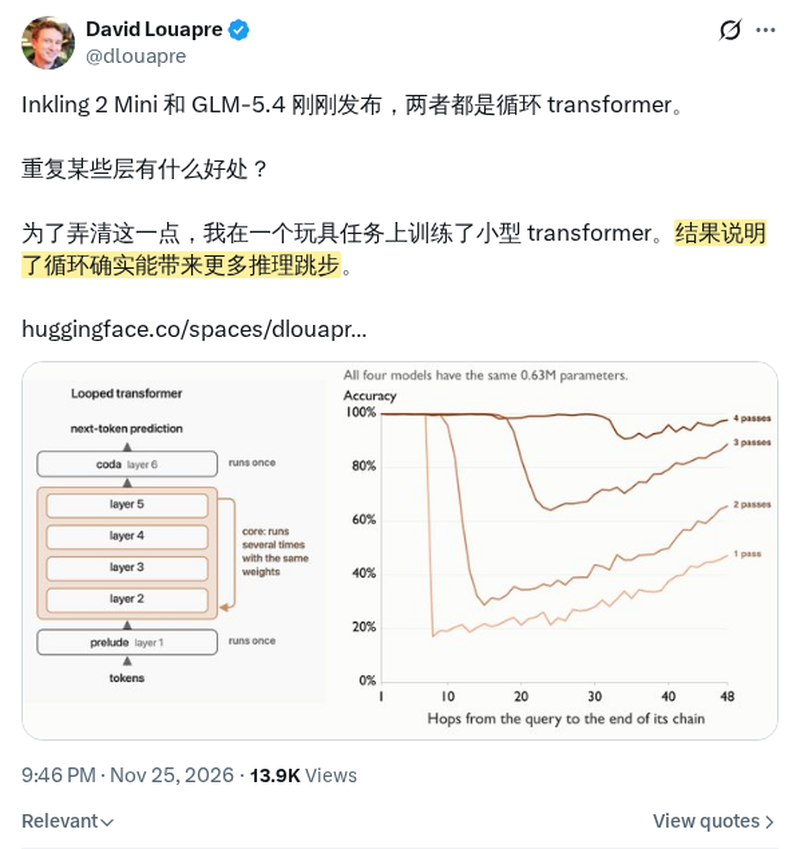 David Louapre
@dlouapre
Inkling 2 Mini 和 GLM-5.4 刚刚发布，两者都是循环 transformer。
重复某些层有什么好处？
为了弄清这一点，我在一个玩具任务上训练了小型 transformer。结果说明
了循环确实能带来更多推理跳步。
huggingface.co/spaces/dlouapr...
Looped transformer
next-token prediction
coda layer 6
runs once
layer 5
layer 4
layer 3
layer 2
core: runs
several times
with the same
weights
prelude layer 1
runs once
tokens
All four models have the same 0.63M parameters.
Accuracy
100%
80%
60%
40%
20%
0%
4 passes
3 passes
2 passes
1 pass
1
10
20
30
40
48
Hops from the query to the end of its chain
9:46 PM · Nov 25, 2026 · 13.9K Views
Relevant
View quotes